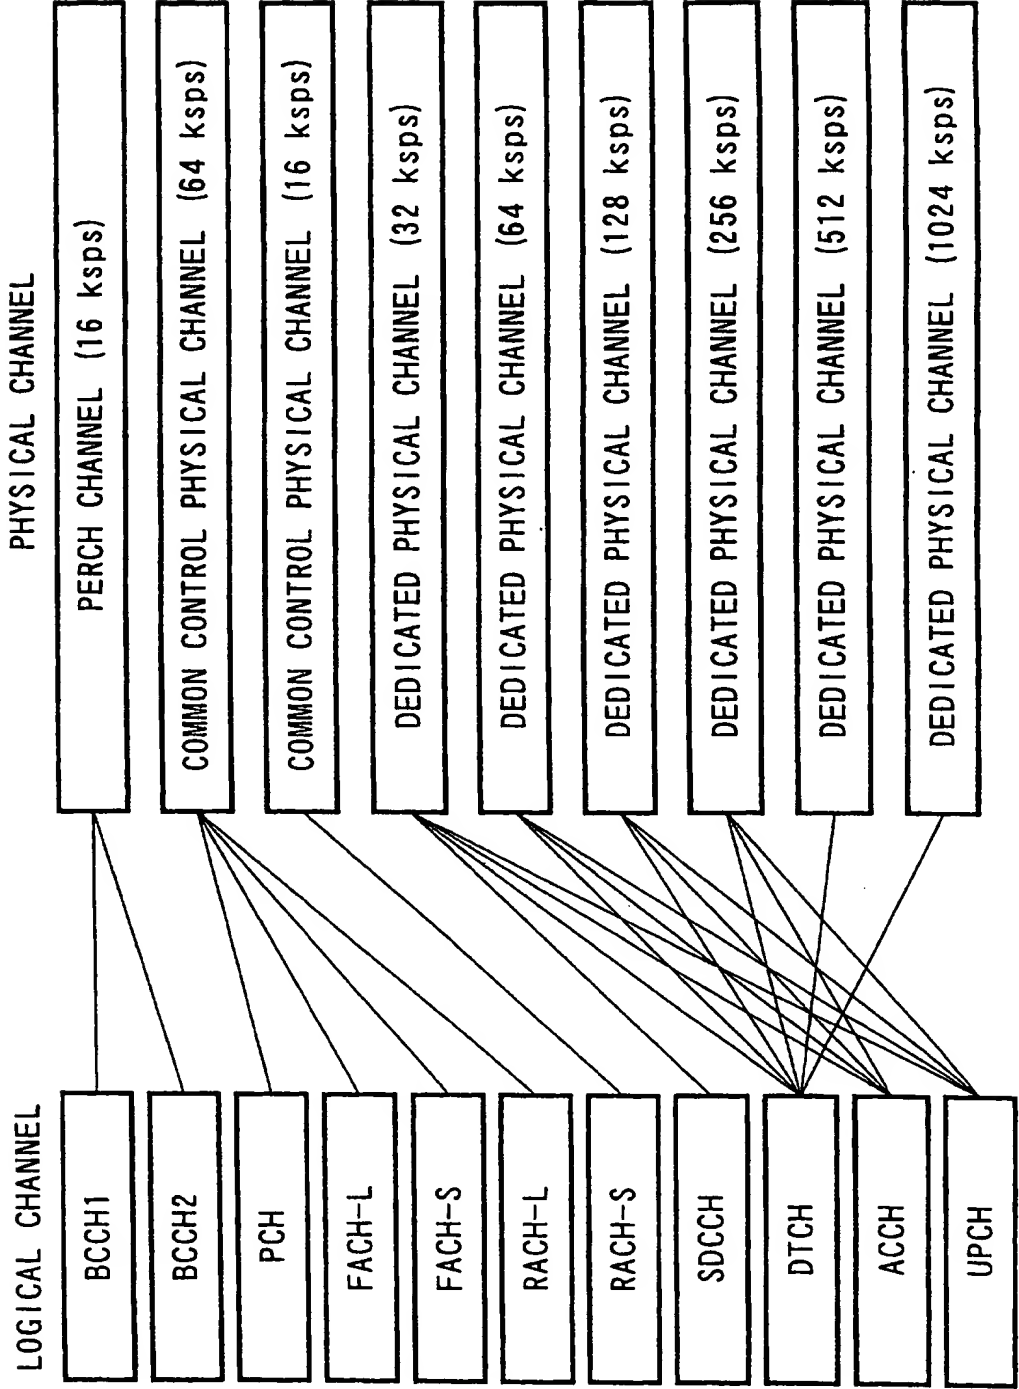 LOGICAL CHANNEL
BCCH1
BCCH2
PCH
FACH-L
FACH-S
RACH-L
RACH-S
SDCCH
DTCH
ACCH
UPCH
PHYSICAL CHANNEL
PERCH CHANNEL (16 ksps)
COMMON CONTROL PHYSICAL CHANNEL (64 ksps)
COMMON CONTROL PHYSICAL CHANNEL (16 ksps)
DEDICATED PHYSICAL CHANNEL (32 ksps)
DEDICATED PHYSICAL CHANNEL (64 ksps)
DEDICATED PHYSICAL CHANNEL (128 ksps)
DEDICATED PHYSICAL CHANNEL (256 ksps)
DEDICATED PHYSICAL CHANNEL (512 ksps)
DEDICATED PHYSICAL CHANNEL (1024 ksps)